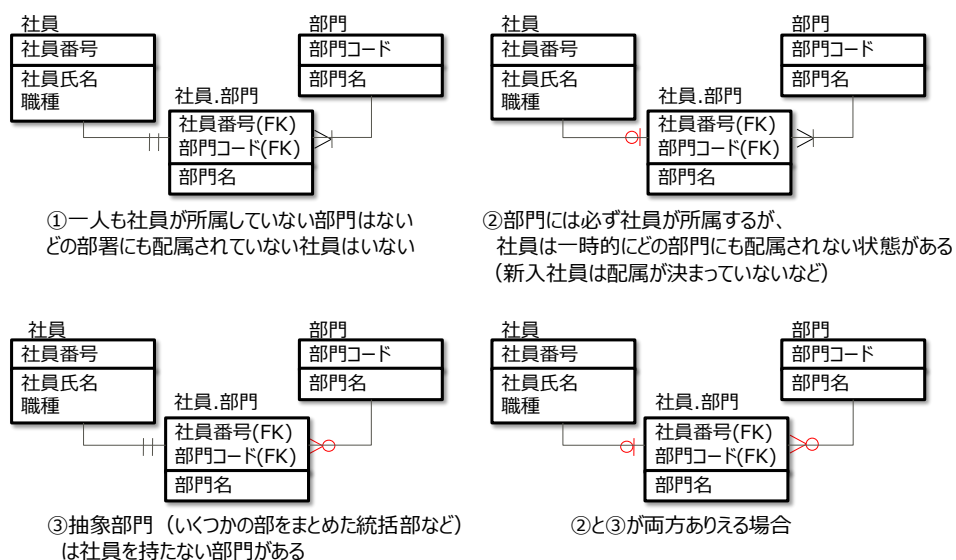 社員
社員番号
社員氏名
職種
部門
部門コード
部門名
社員.部門
社員番号(FK)
部門コード(FK)
部門名
①一人も社員が所属していない部門はない
どの部署にも配属されていない社員はいない
社員
社員番号
社員氏名
職種
部門
部門コード
部門名
社員.部門
社員番号(FK)
部門コード(FK)
部門名
②部門には必ず社員が所属するが、
社員は一時的にどの部門にも配属されない状態がある
（新入社員は配属が決まっていないなど）
社員
社員番号
社員氏名
職種
部門
部門コード
部門名
社員.部門
社員番号(FK)
部門コード(FK)
部門名
③抽象部門（いくつかの部をまとめた統括部など）
は社員を持たない部門がある
社員
社員番号
社員氏名
職種
部門
部門コード
部門名
社員.部門
社員番号(FK)
部門コード(FK)
部門名
②と③が両方ありえる場合